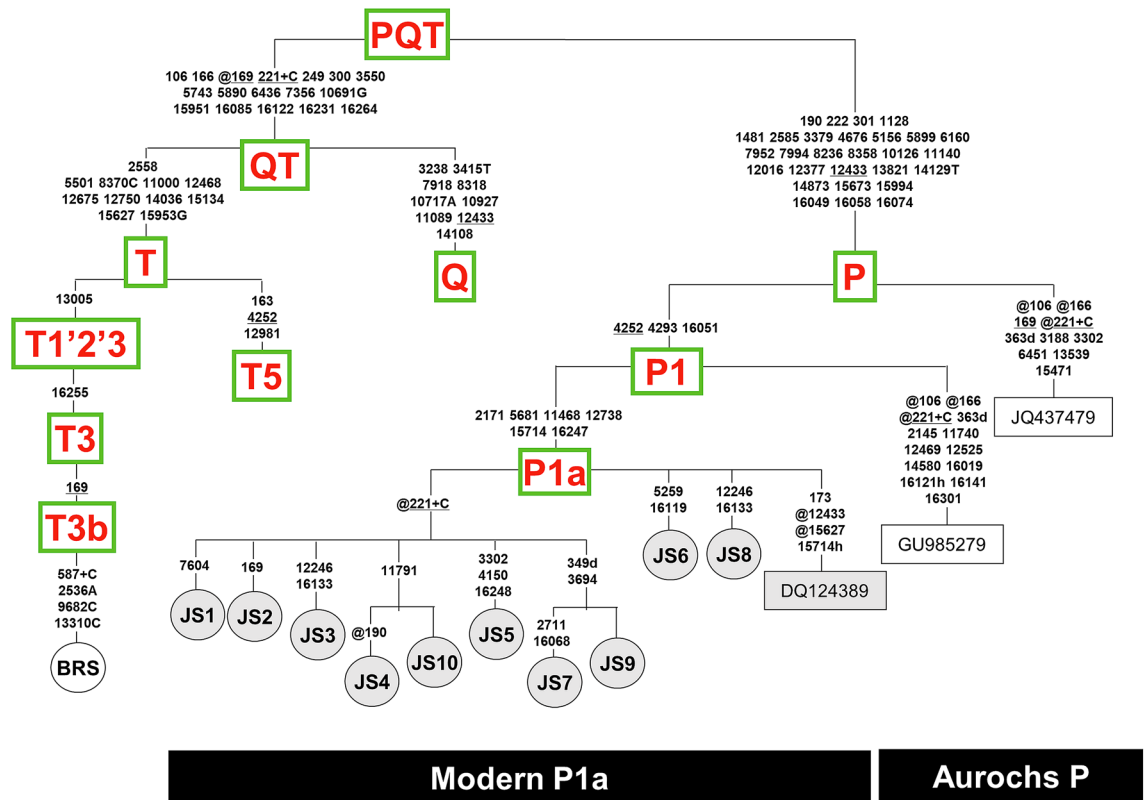 PQT
106 166 @169 221+C 249 300 3550
5743 5890 6436 7356 10691G
15951 16085 16122 16231 16264
190 222 301 1128
1481 2585 3379 4676 5156 5899 6160
7952 7994 8236 8358 10126 11140
12016 12377 12433 13821 14129T
14873 15673 15994
16049 16058 16074
QT
2558
5501 8370C 11000 12468
12675 12750 14036 15134
15627 15953G
3238 3415T
7918 8318
10717A 10927
11089 12433
14108
T
Q
P
13005
163
4252
12981
4252 4293 16051
@106 @166
169 @221+C
363d 3188 3302
6451 13539
15471
T1’2’3
T5
P1
JQ437479
16255
T3
2171 5681 11468 12738
15714 16247
@106 @166
@221+C 363d
2145 11740
12469 12525
14580 16019
16121h 16141
16301
GU985279
P1a
169
T3b
@221+C
5259
16119
12246
16133
173
@12433
@15627
15714h
JS6
JS8
DQ124389
587+C
2536A
9682C
13310C
BRS
7604
169
12246
16133
11791
3302
4150
16248
349d
3694
JS1
JS2
JS3
@190
JS4
JS10
JS5
2711
16068
JS7
JS9
Modern P1a
Aurochs P